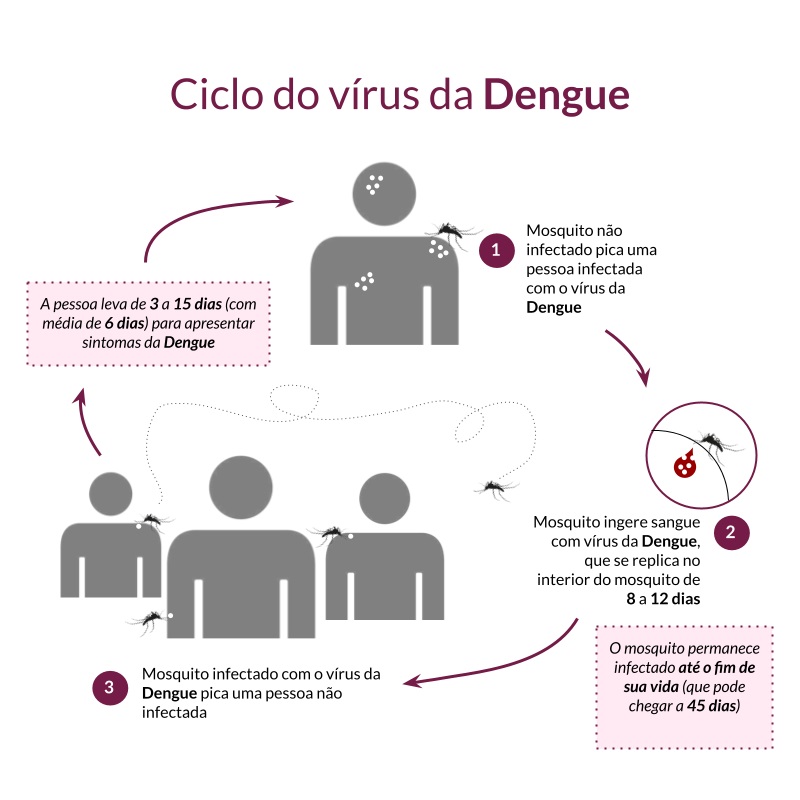 Ciclo do vírus da Dengue
1
Mosquito não
infectado pica uma
pessoa infectada
com o vírus da
Dengue
A pessoa leva de 3 a 15 dias (com
média de 6 dias) para apresentar
sintomas da Dengue
Mosquito ingere sangue
com vírus da Dengue,
que se replica no
interior do mosquito de
8 a 12 dias
2
O mosquito permanece
infectado até o fim de
sua vida (que pode
chegar a 45 dias)
3
Mosquito infectado com o vírus da
Dengue pica uma pessoa não
infectada